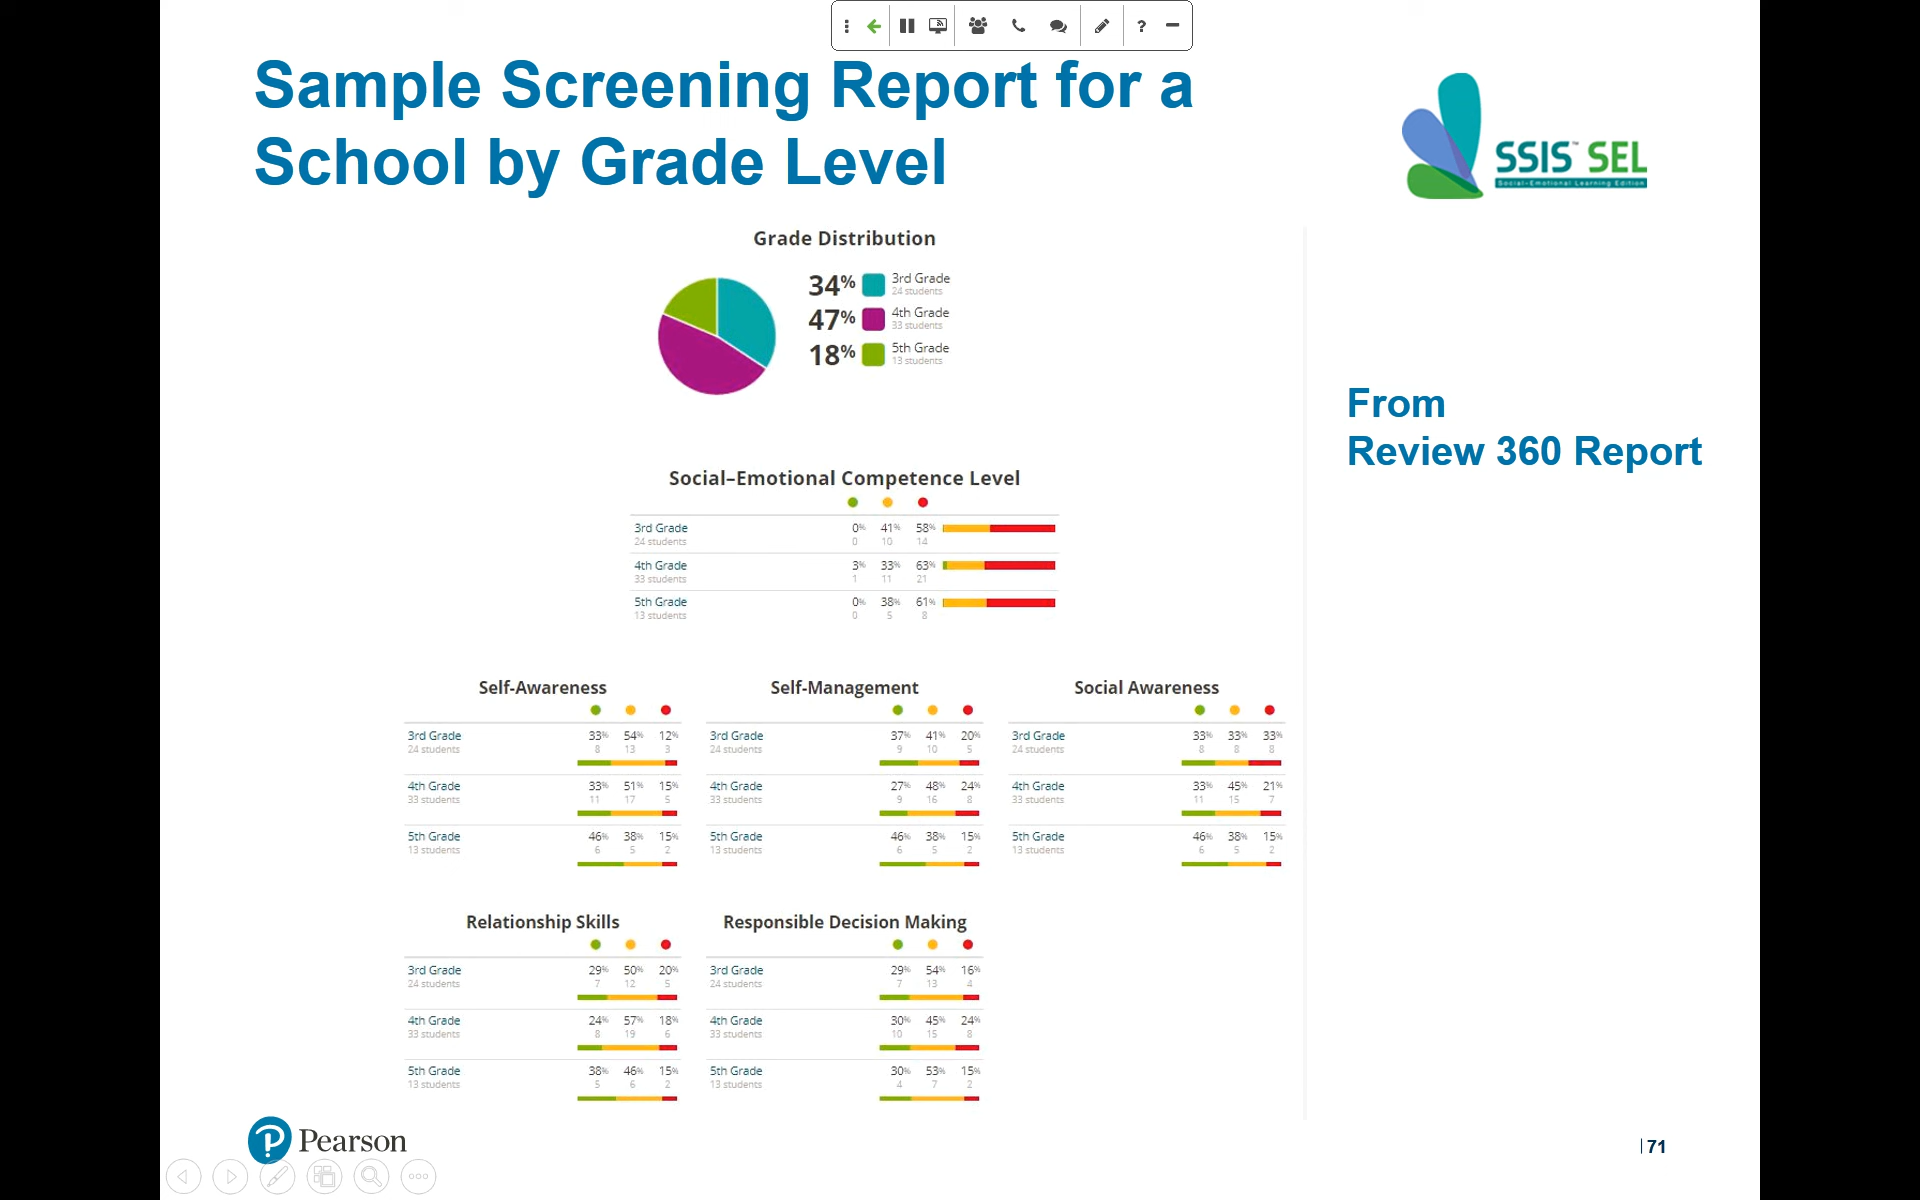 ?
Sample Screening Report for a
School by Grade Level
SSIS™ SEL
Social-Emotional Learning Edition
Grade Distribution
34% 3rd Grade
24 students
47% 4th Grade
33 students
18% 5th Grade
13 students
From
Review 360 Report
Social–Emotional Competence Level
3rd Grade 0% 41% 58%
24 students 0 10 14
4th Grade 3% 33% 63%
33 students 1 11 21
5th Grade 0% 38% 61%
13 students 0 5 8
Self-Awareness
3rd Grade 33% 54% 12%
24 students 8 13 3
4th Grade 33% 51% 15%
33 students 11 17 5
5th Grade 46% 38% 15%
13 students 6 5 2
Self-Management
3rd Grade 37% 41% 20%
24 students 9 10 5
4th Grade 27% 48% 24%
33 students 9 16 8
5th Grade 46% 38% 15%
13 students 6 5 2
Social Awareness
3rd Grade 33% 33% 33%
24 students 8 8 8
4th Grade 33% 45% 21%
33 students 11 15 7
5th Grade 46% 38% 15%
13 students 6 5 2
Relationship Skills
3rd Grade 29% 50% 20%
24 students 7 12 5
4th Grade 24% 57% 18%
33 students 8 19 6
5th Grade 38% 46% 15%
13 students 5 6 2
Responsible Decision Making
3rd Grade 29% 54% 16%
24 students 7 13 4
4th Grade 30% 45% 24%
33 students 10 15 8
5th Grade 30% 53% 15%
13 students 4 7 2
Pearson
| 71